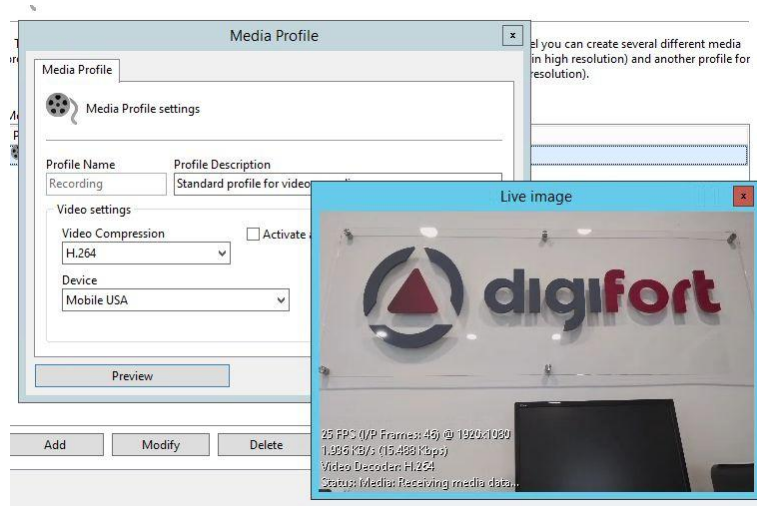 Media Profile
x
el you can create several different media
in high resolution) and another profile for
resolution).
Media Profile
Media Profile settings
Profile Name
Profile Description
Recording
Standard profile for video
Video settings
Video Compression
Activate
H.264
Device
Mobile USA
Preview
Add
Modify
Delete
Live image
x
digifort
25 FPS (I/P Frames: 46) @ 1920x1080
1.936 KB/s (15.488 Kbps)
Video Decoder: H.264
Status: Media: Receiving media data...